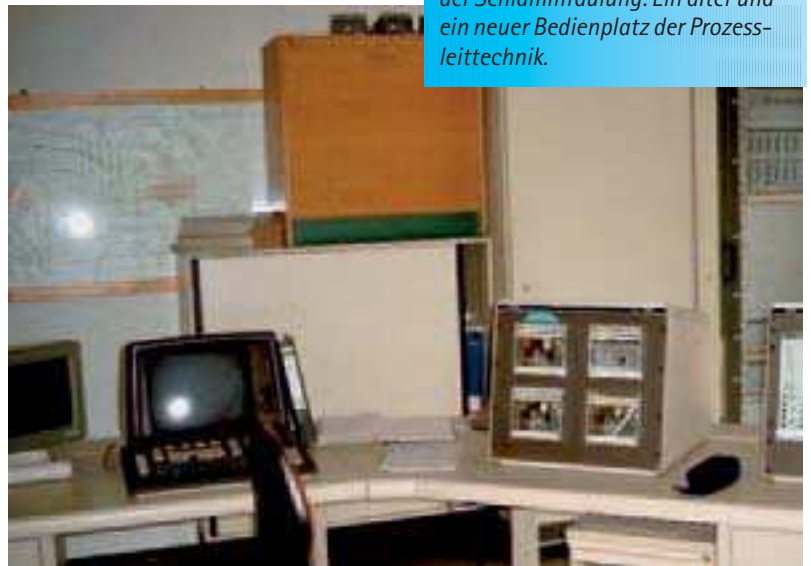 der Schlammfaulung. Ein alter und
ein neuer Bedienplatz der Prozess-
leittechnik.